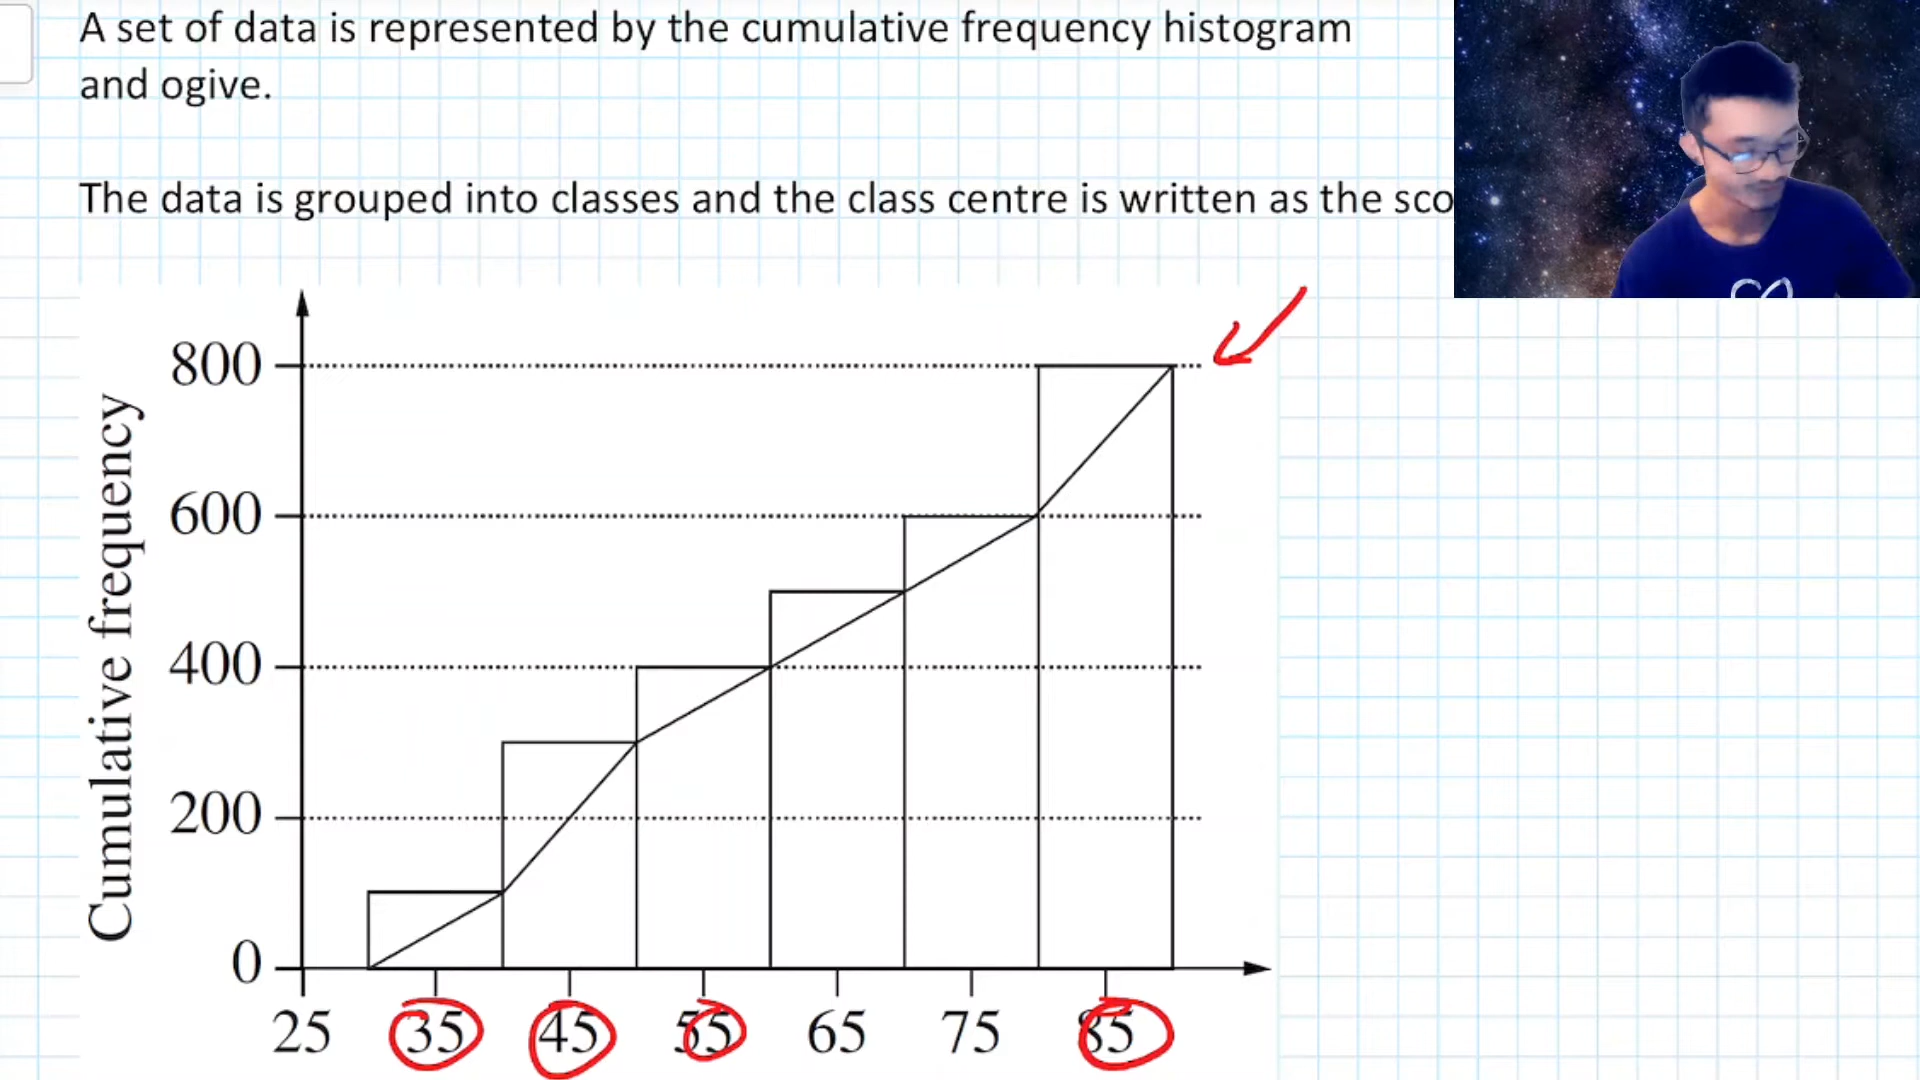 A set of data is represented by the cumulative frequency histogram
and ogive.
The data is grouped into classes and the class centre is written as the
Cumulative frequency
800
600
400
200
0
25 35 45 55 65 75 85